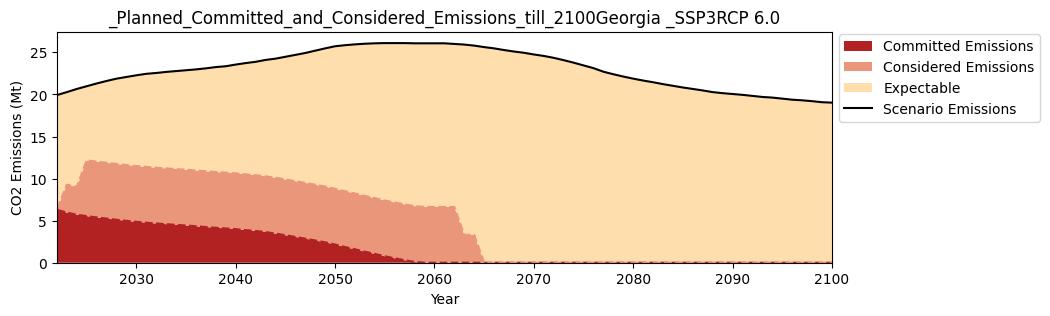 _Planned_Committed_and_Considered_Emissions_till_2100Georgia _SSP3RCP 6.0
CO2 Emissions (Mt)
25
20
15
10
5
0
2030 2040 2050 2060 2070 2080 2090 2100
Year
Committed Emissions
Considered Emissions
Expectable
Scenario Emissions